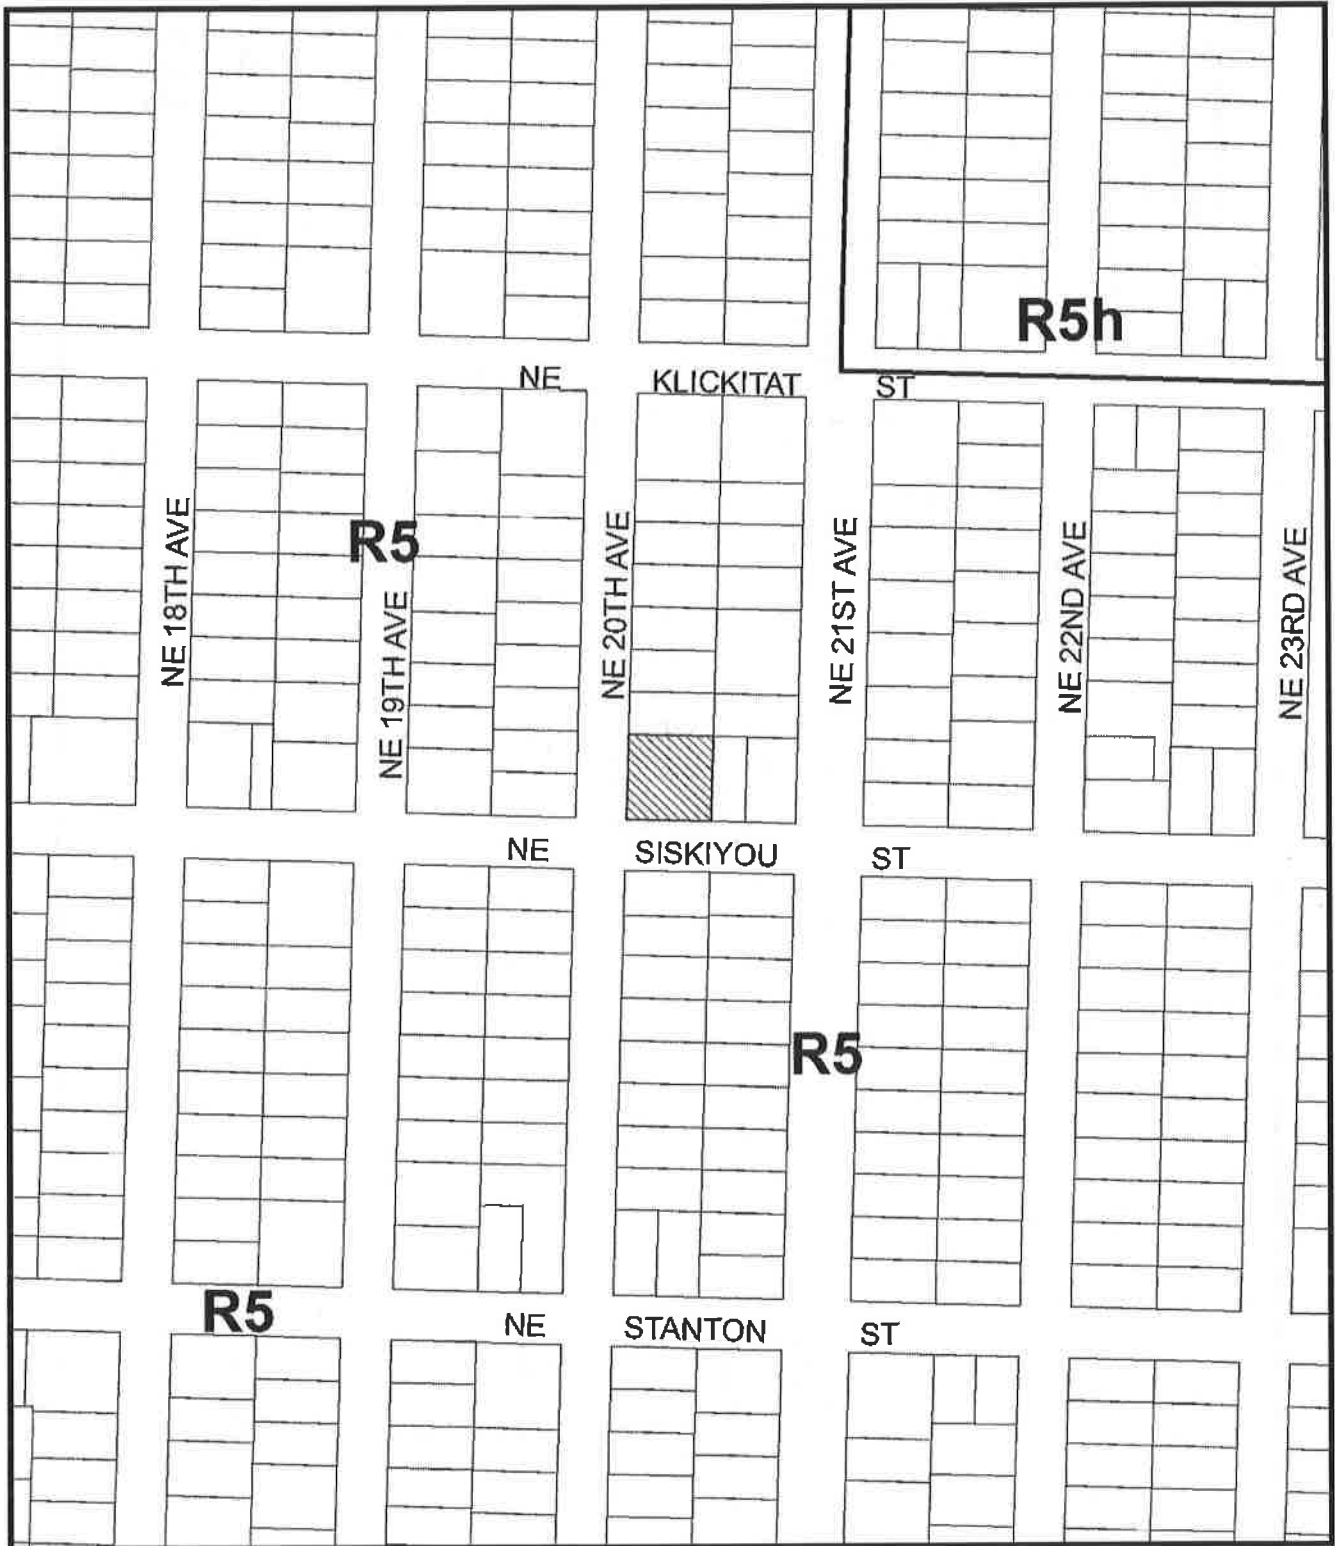 R5h
NE KLICKITAT ST
NE 18TH AVE
R5
NE 19TH AVE
NE 20TH AVE
NE 21ST AVE
NE 22ND AVE
NE 23RD AVE
NE SISKIYOU ST
R5
R5
NE STANTON ST